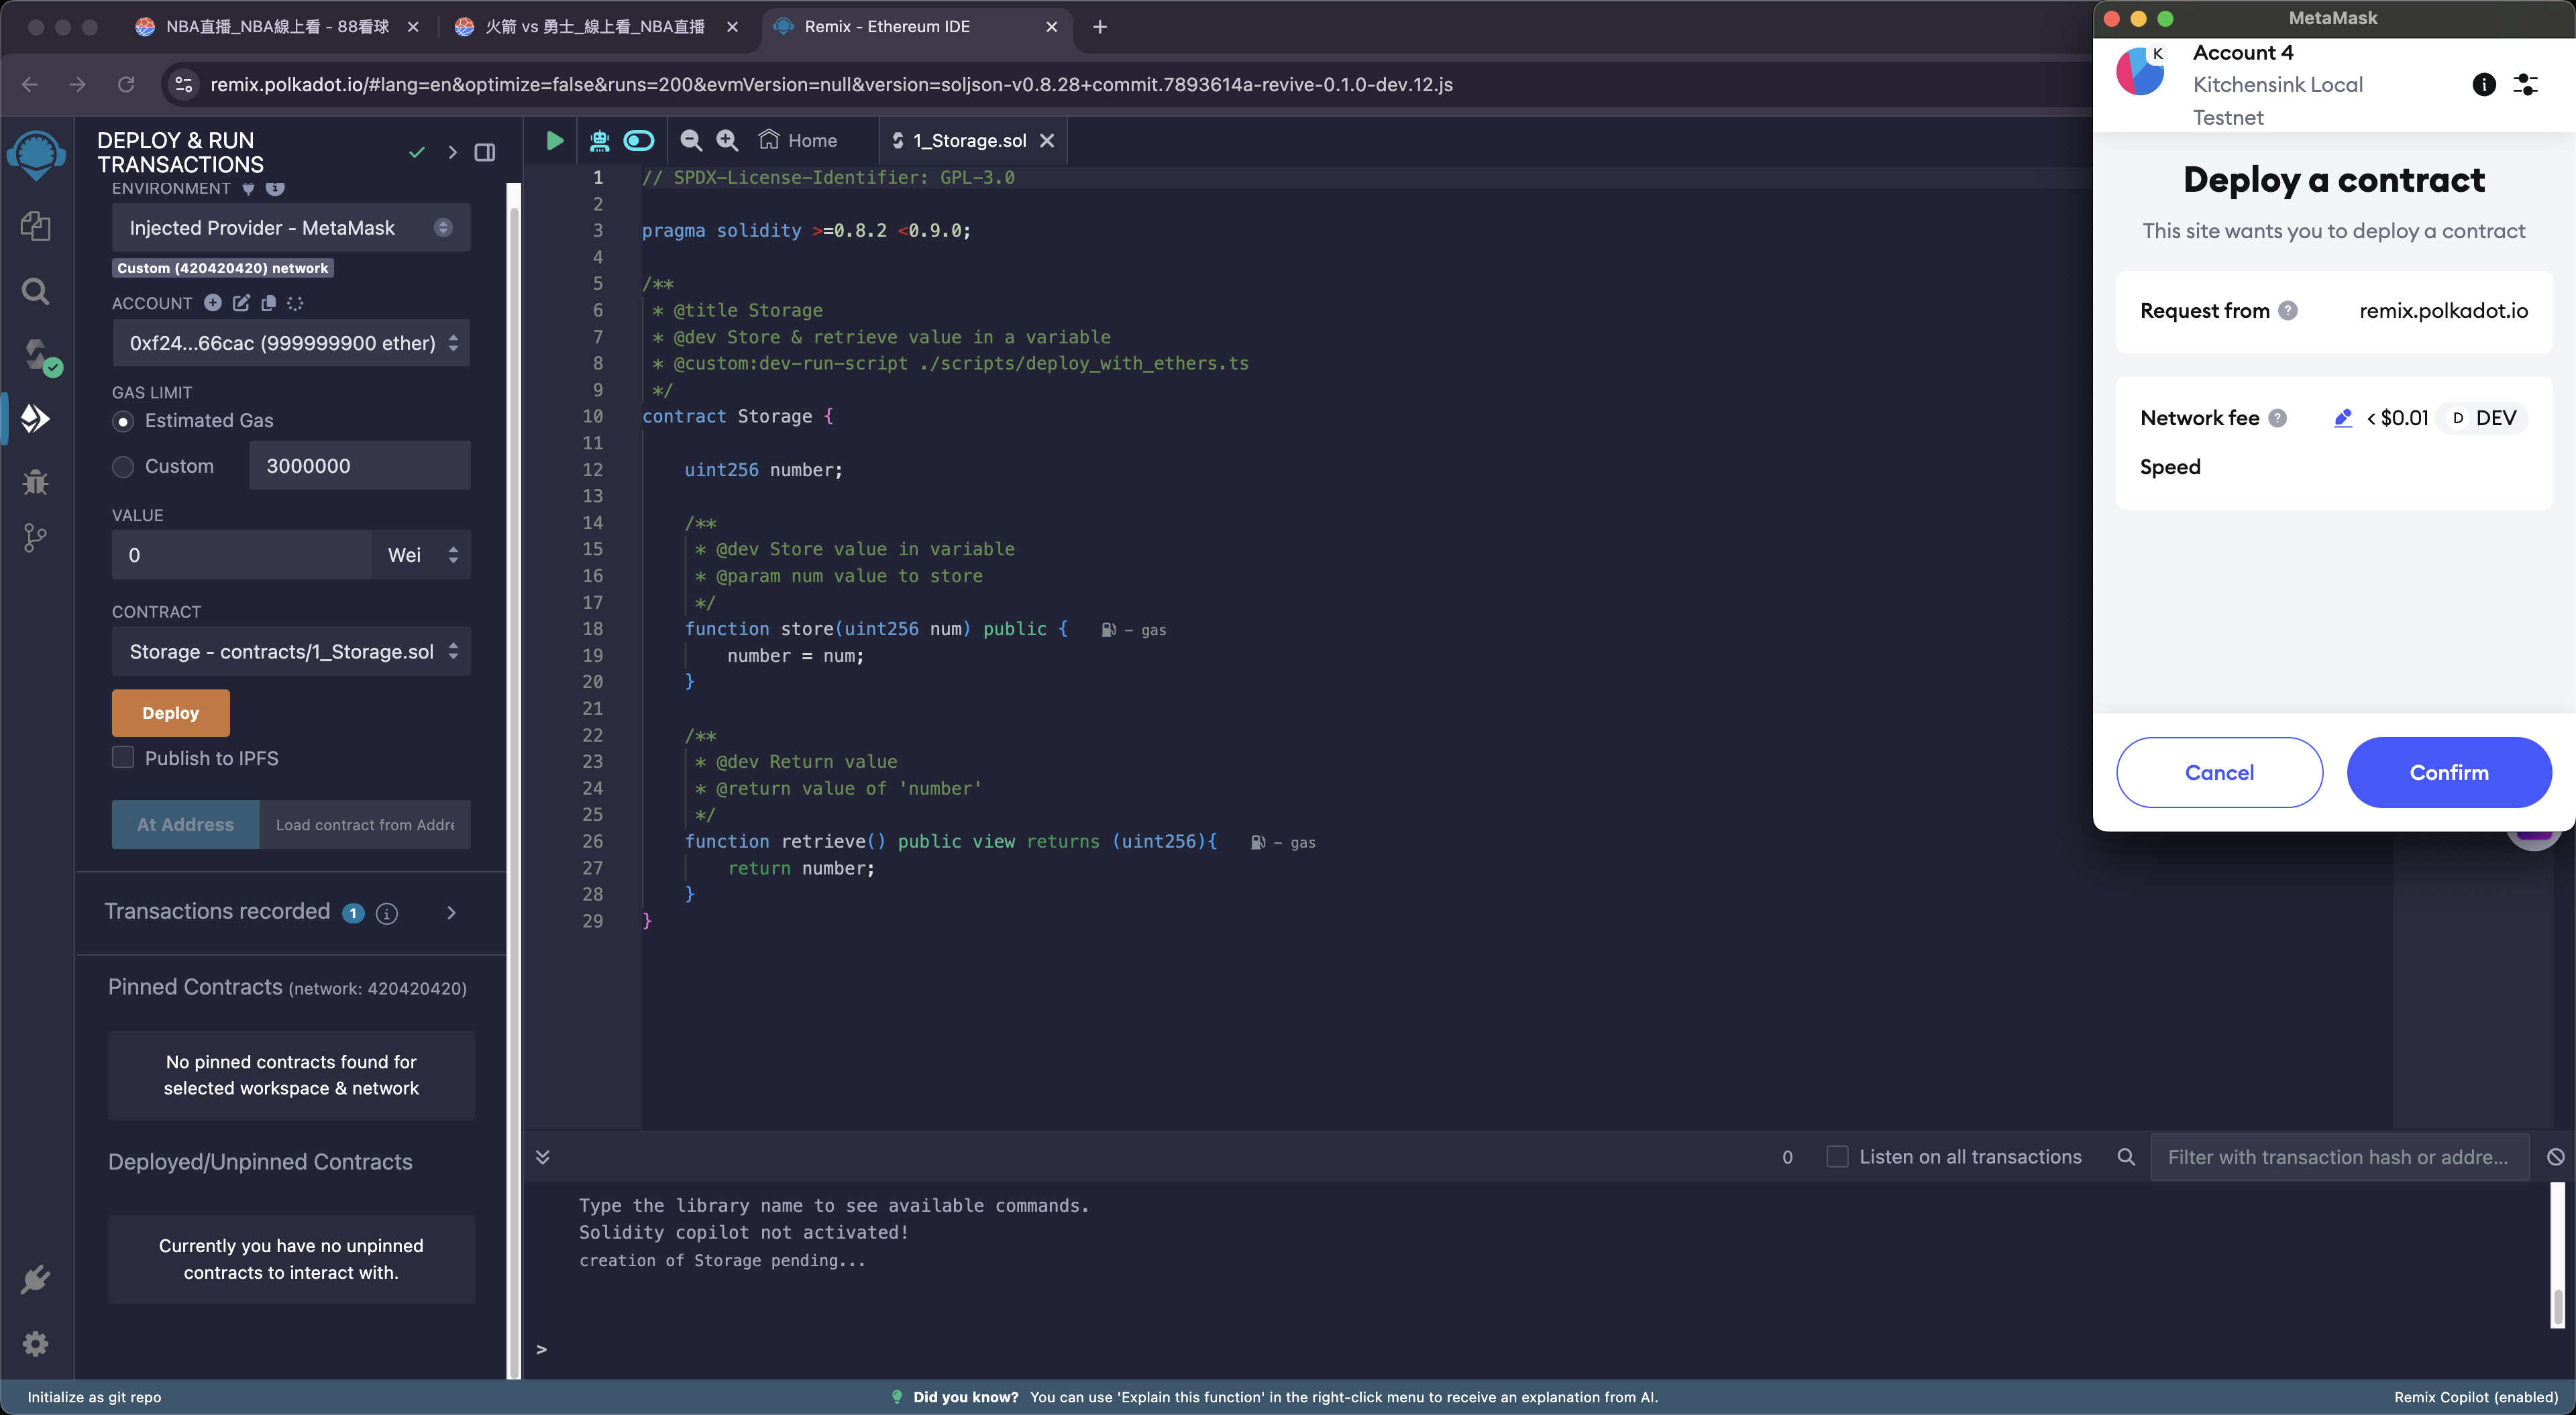 NBA直播_NBA線上看 - 88看球
火箭 vs 勇士_線上看_NBA直播
Remix - Ethereum IDE
remix.polkadot.io/#lang=en&optimize=false&runs=200&evmVersion=null&version=soljson-v0.8.28+commit.7893614a-revive-0.1.0-dev.12.js
DEPLOY & RUN
TRANSACTIONS
ENVIRONMENT
Injected Provider - MetaMask
Custom (420420420) network
ACCOUNT
0xf24...66cac (999999900 ether)
GAS LIMIT
Estimated Gas
Custom
3000000
VALUE
0
Wei
CONTRACT
Storage - contracts/1_Storage.sol
Deploy
Publish to IPFS
At Address
Load contract from Addre
Transactions recorded 1
Pinned Contracts (network: 420420420)
No pinned contracts found for
selected workspace & network
Deployed/Unpinned Contracts
Currently you have no unpinned
contracts to interact with.
Home
1_Storage.sol
1 // SPDX-License-Identifier: GPL-3.0
2
3 pragma solidity >=0.8.2 <0.9.0;
4
5 /**
6 * @title Storage
7 * @dev Store & retrieve value in a variable
8 * @custom:dev-run-script ./scripts/deploy_with_ethers.ts
9 */
10 contract Storage {
11
12 uint256 number;
13
14 /**
15 * @dev Store value in variable
16 * @param num value to store
17 */
18 function store(uint256 num) public { - gas
19 number = num;
20 }
21
22 /**
23 * @dev Return value
24 * @return value of 'number'
25 */
26 function retrieve() public view returns (uint256){ - gas
27 return number;
28 }
29 }
0
Listen on all transactions
Filter with transaction hash or addre...
Type the library name to see available commands.
Solidity copilot not activated!
creation of Storage pending...
>
MetaMask
K
Account 4
Kitchensink Local
Testnet
Deploy a contract
This site wants you to deploy a contract
Request from
remix.polkadot.io
Network fee
< $0.01
D DEV
Speed
Cancel
Confirm
Initialize as git repo
Did you know? You can use 'Explain this function' in the right-click menu to receive an explanation from AI.
Remix Copilot (enabled)